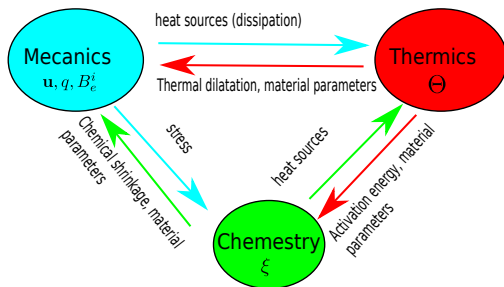 heat sources (dissipation)
Mecanics
𝐮, q, B_e^i
Thermics
Θ
Thermal dilatation, material parameters
Chemical shrinkage, material
parameters
stress
heat sources
Activation energy, material
parameters
Chemestry
ξ